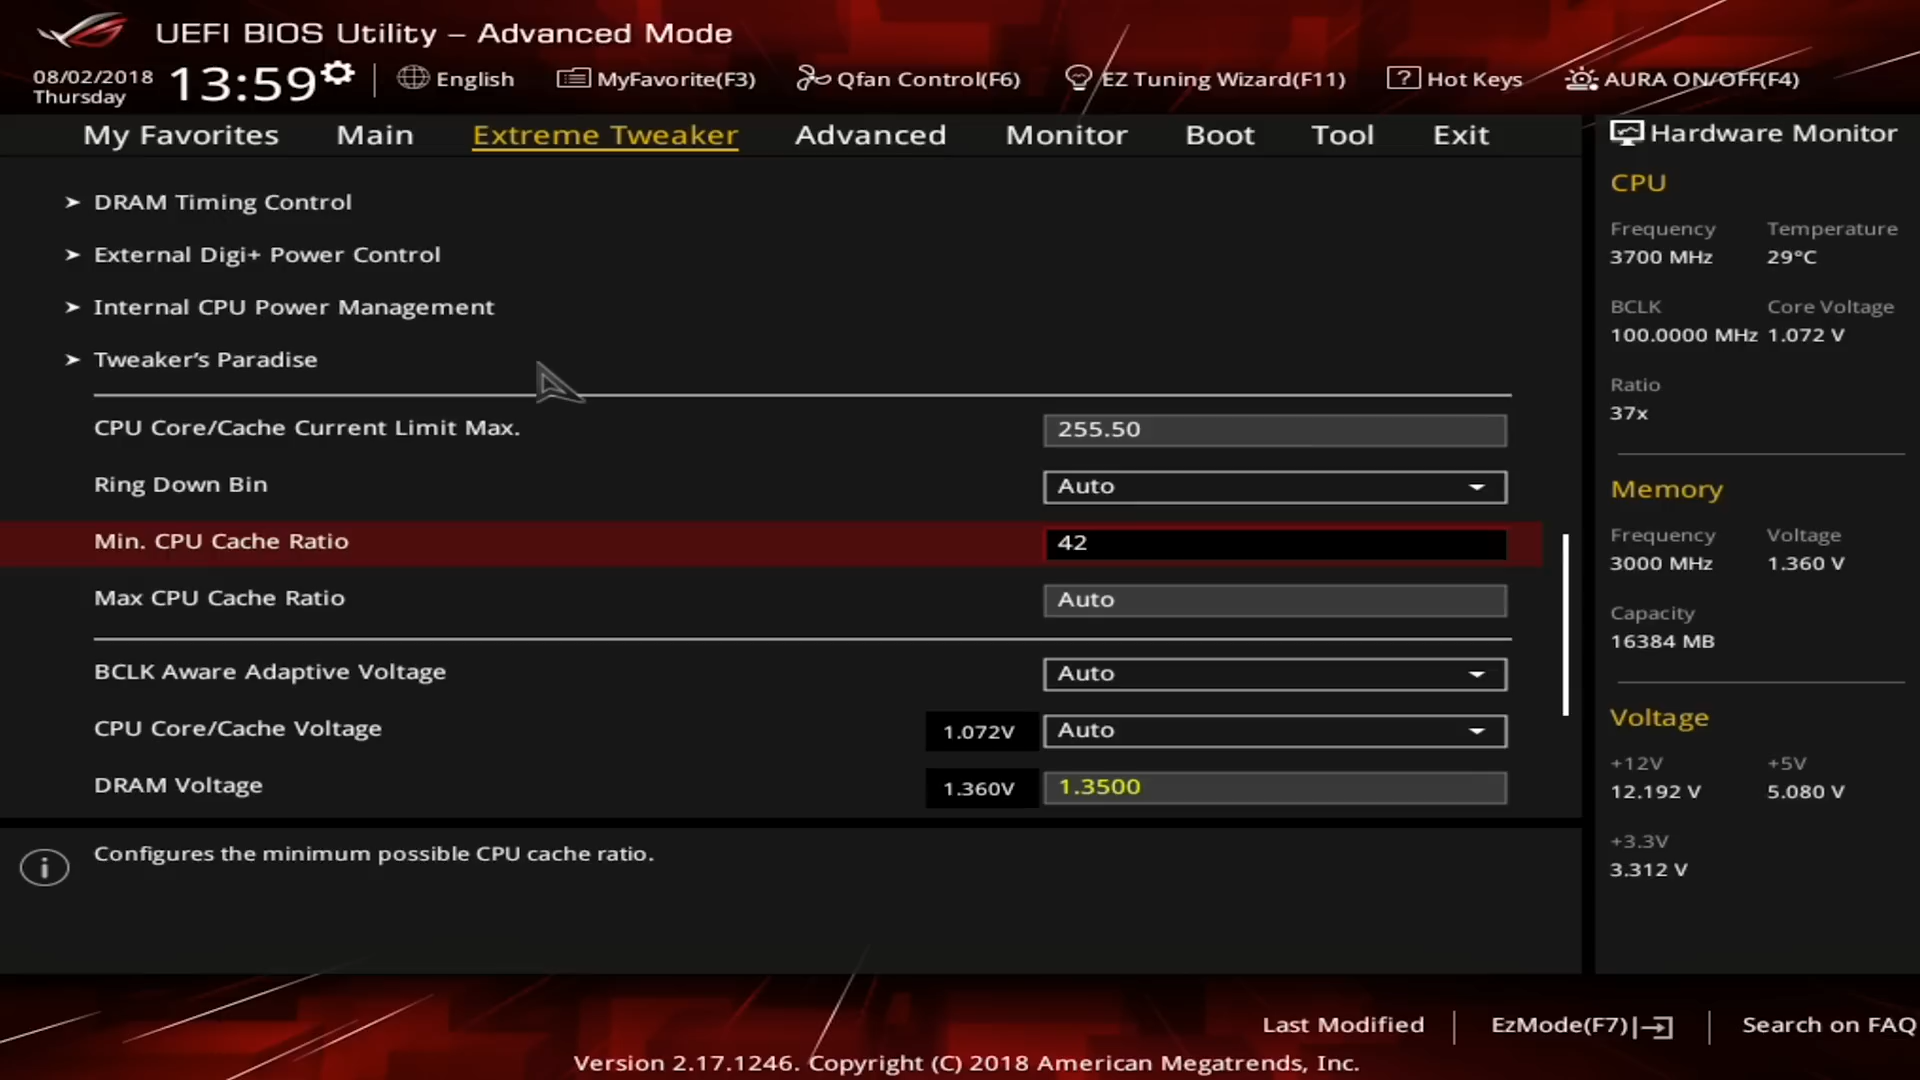 UEFI BIOS Utility – Advanced Mode
08/02/2018
Thursday
13:59
English
MyFavorite(F3)
Qfan Control(F6)
EZ Tuning Wizard(F11)
? Hot Keys
AURA ON/OFF(F4)
My Favorites
Main
Extreme Tweaker
Advanced
Monitor
Boot
Tool
Exit
Hardware Monitor
DRAM Timing Control
External Digi+ Power Control
Internal CPU Power Management
Tweaker's Paradise
CPU Core/Cache Current Limit Max. 255.50
Ring Down Bin Auto
Min. CPU Cache Ratio 42
Max CPU Cache Ratio Auto
BCLK Aware Adaptive Voltage Auto
CPU Core/Cache Voltage 1.072V Auto
DRAM Voltage 1.360V 1.3500
i Configures the minimum possible CPU cache ratio.
CPU
Frequency Temperature
3700 MHz 29°C
BCLK Core Voltage
100.0000 MHz 1.072 V
Ratio
37x
Memory
Frequency Voltage
3000 MHz 1.360 V
Capacity
16384 MB
Voltage
+12V +5V
12.192 V 5.080 V
+3.3V
3.312 V
Last Modified
EzMode(F7)
Search on FAQ
Version 2.17.1246. Copyright (C) 2018 American Megatrends, Inc.